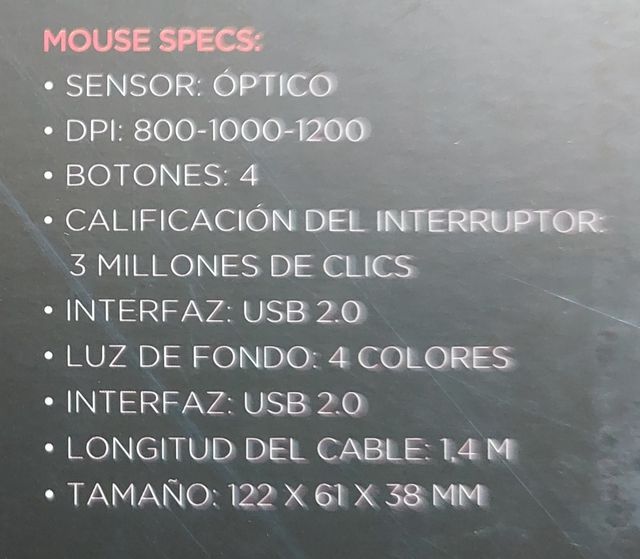 MOUSE SPECS:
• SENSOR: ÓPTICO
• DPI: 800-1000-1200
• BOTONES: 4
• CALIFICACIÓN DEL INTERRUPTOR:
3 MILLONES DE CLICS
• INTERFAZ: USB 2.0
• LUZ DE FONDO: 4 COLORES
• INTERFAZ: USB 2.0
• LONGITUD DEL CABLE: 1,4 M
• TAMAÑO: 122 X 61 X 38 MM